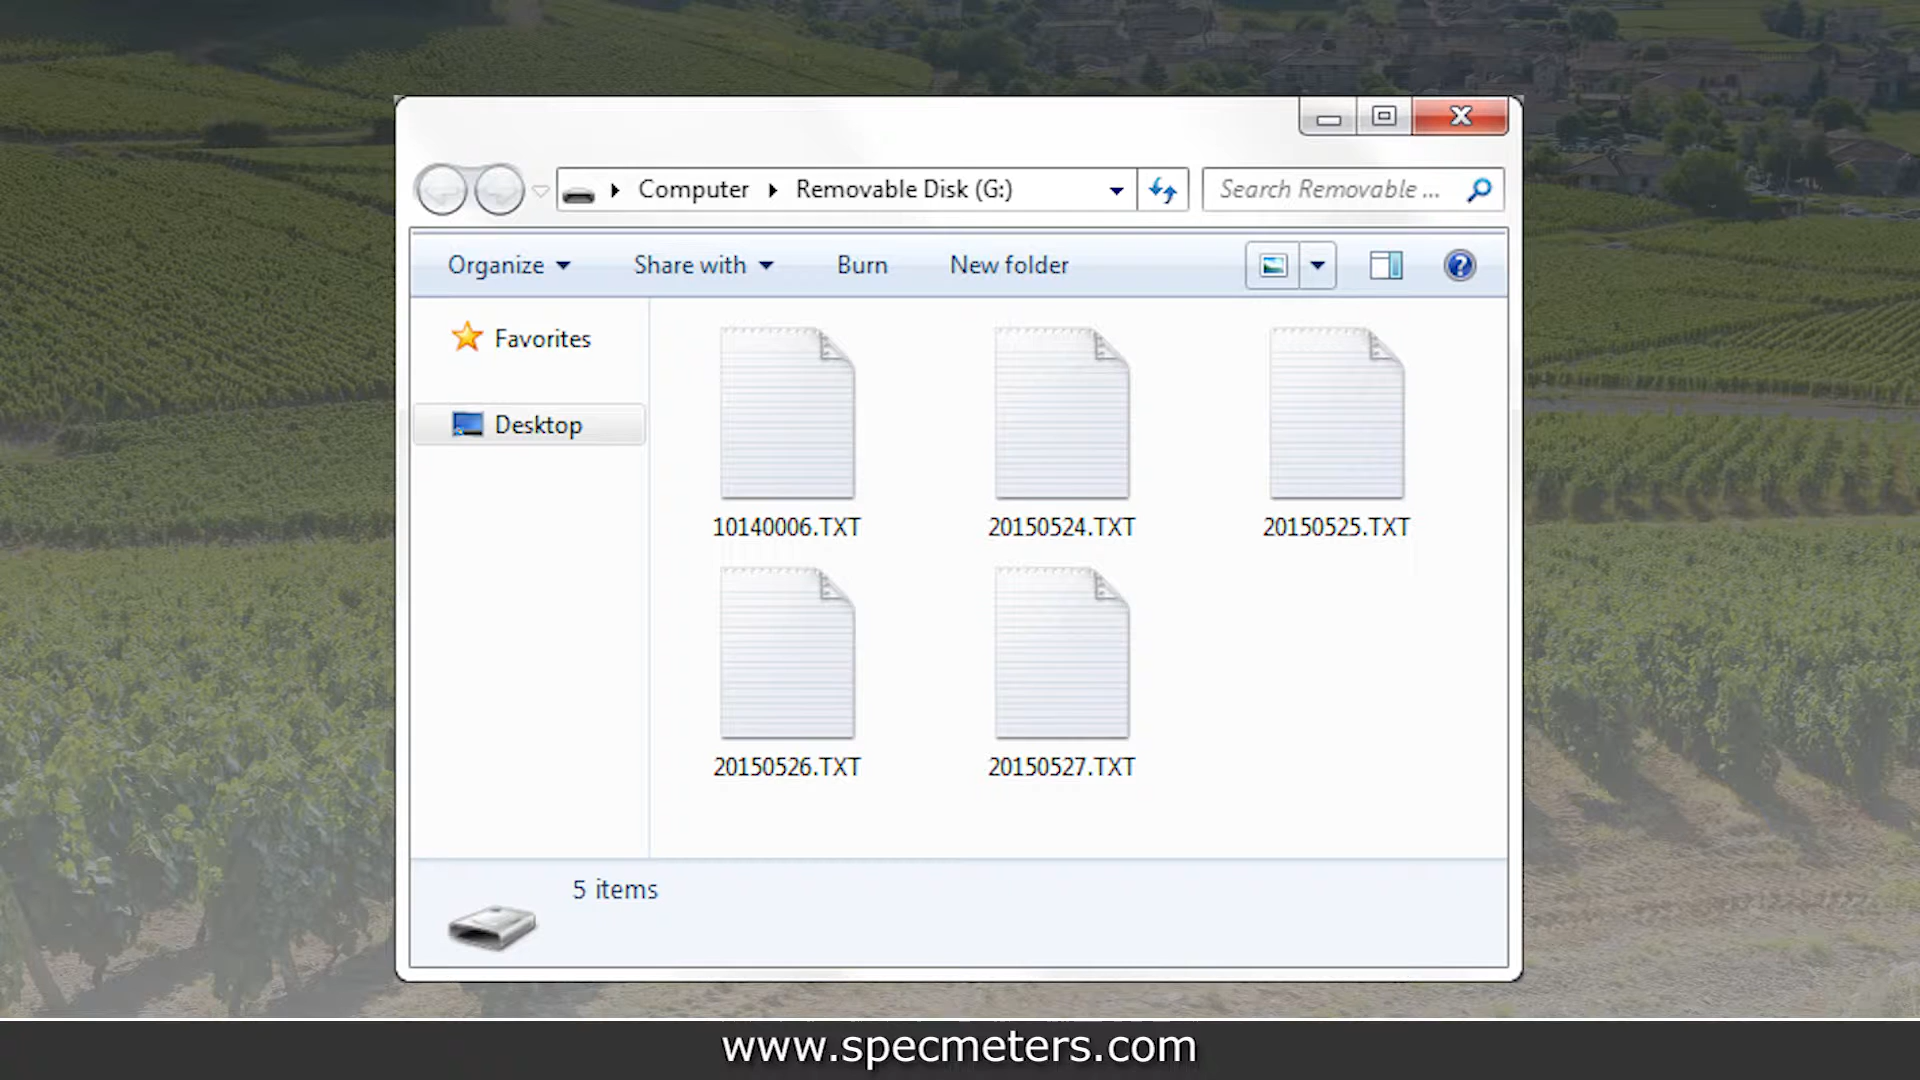 Computer
Removable Disk (G:)
Search Removable ...
Organize
Share with
Burn
New folder
Favorites
Desktop
10140006.TXT
20150524.TXT
20150525.TXT
20150526.TXT
20150527.TXT
5 items
www.specmeters.com